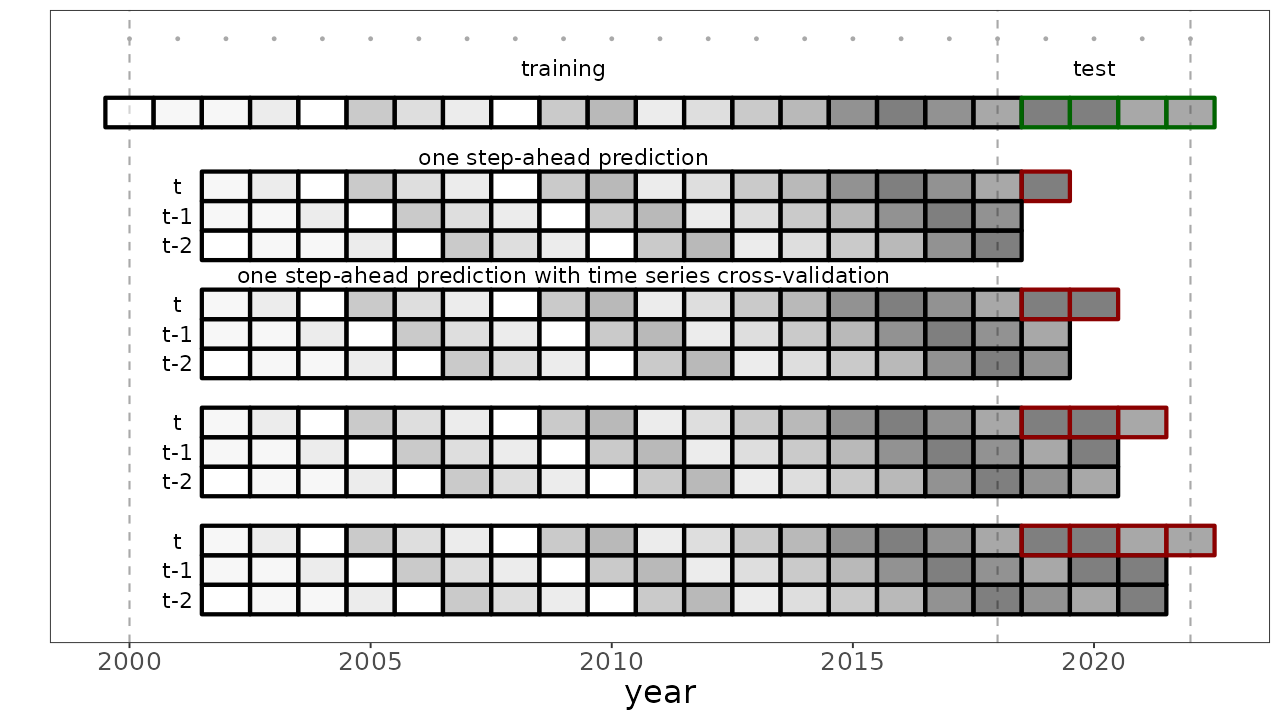 training test
one step-ahead prediction
t
t-1
t-2
one step-ahead prediction with time series cross-validation
t
t-1
t-2
t
t-1
t-2
t
t-1
t-2
2000 2005 2010 2015 2020
year